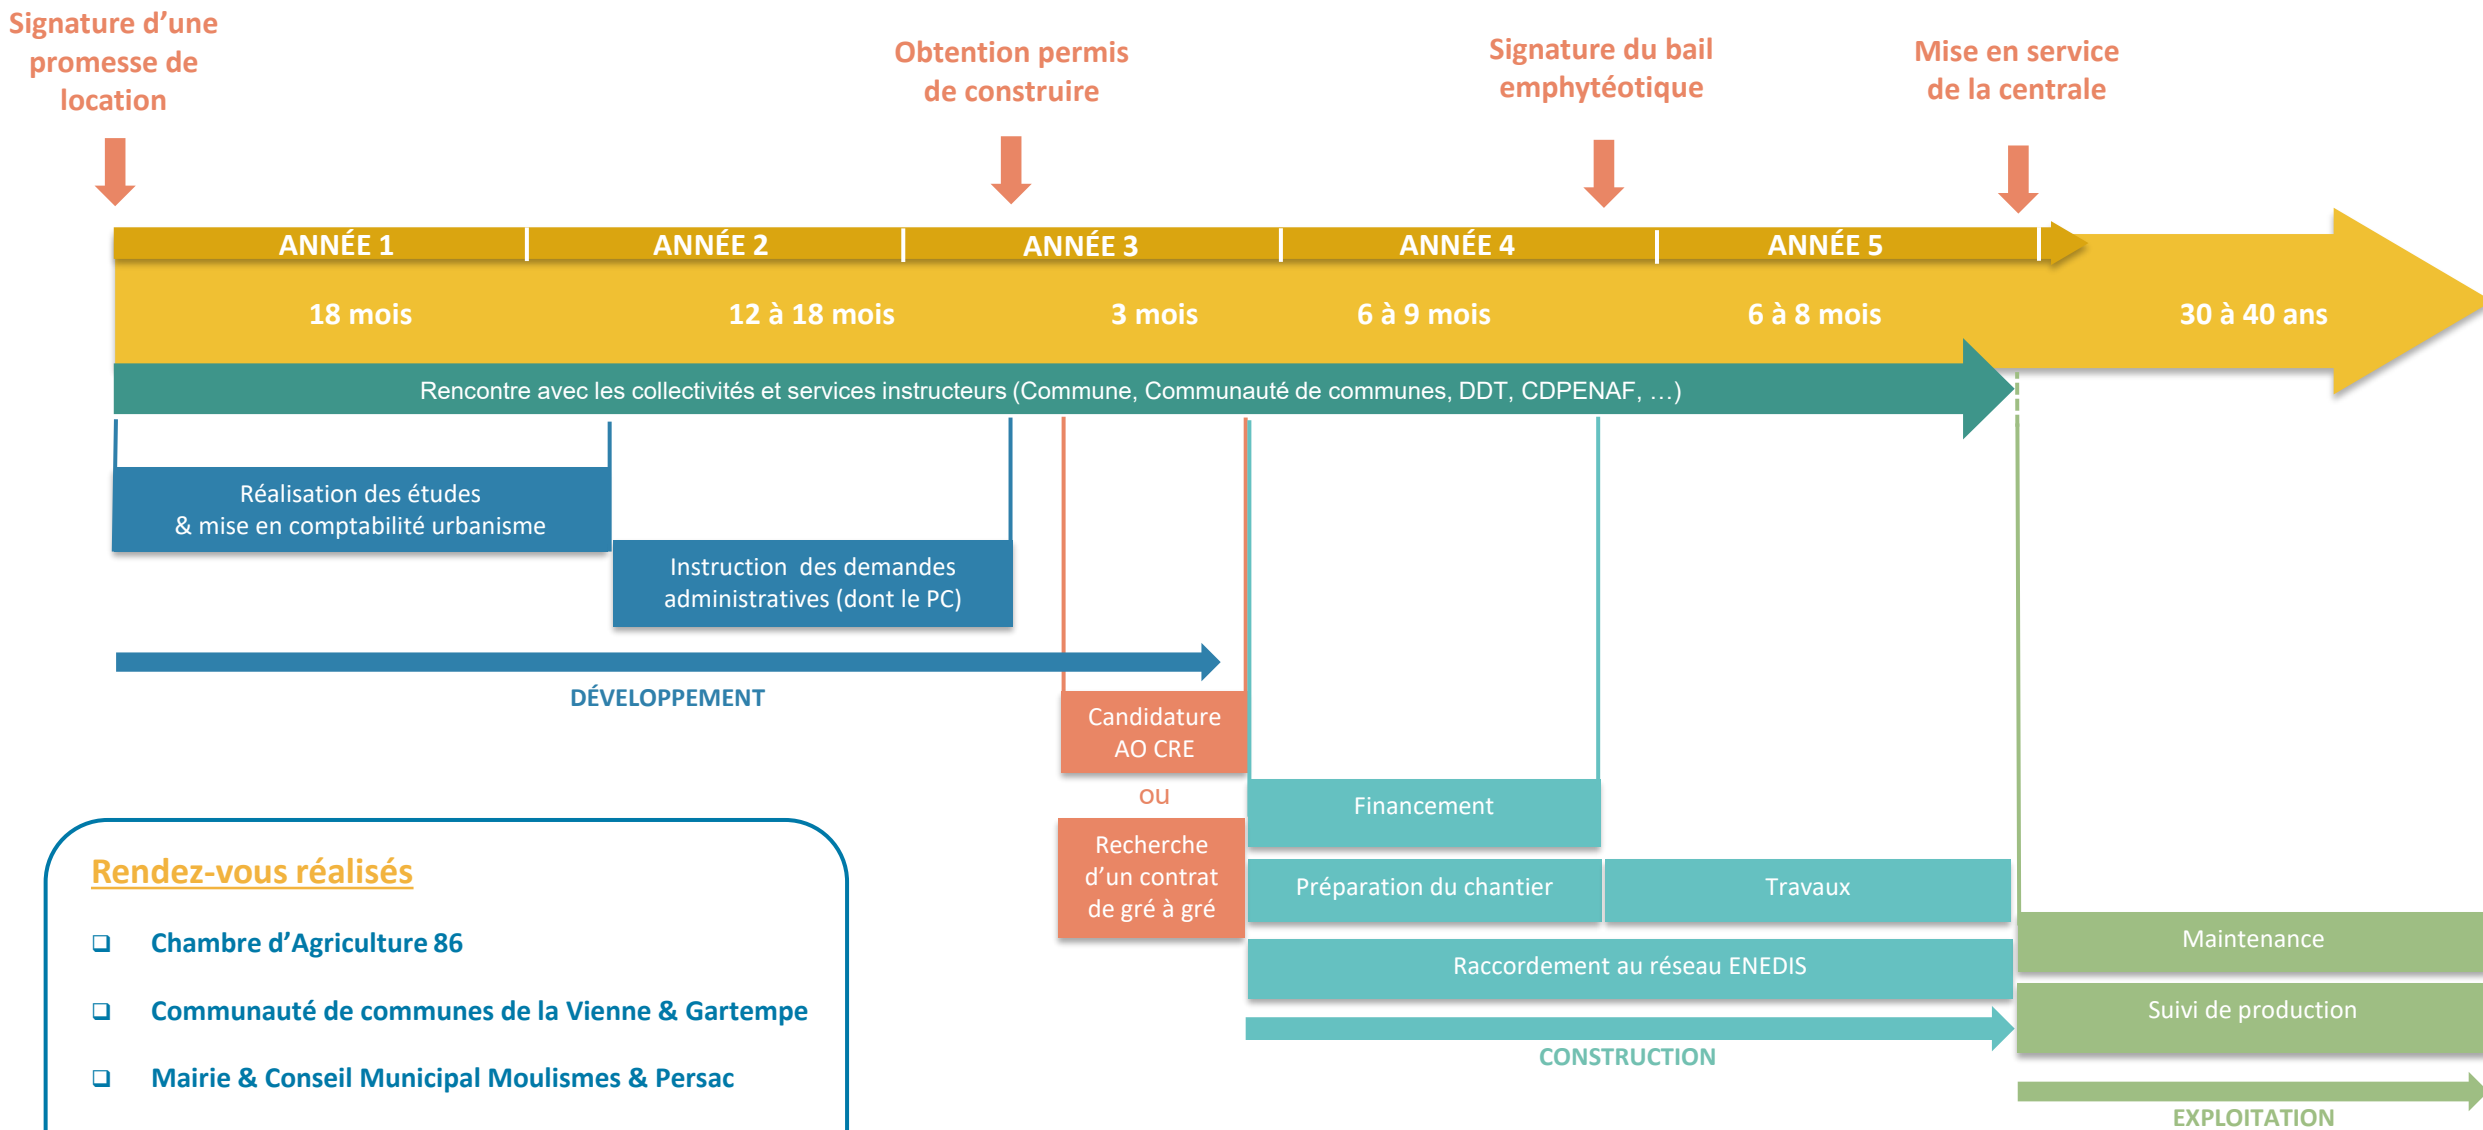 Signature d’une
promesse de
location
Obtention permis
de construire
Signature du bail
emphytéotique
Mise en service
de la centrale
ANNÉE 1
ANNÉE 2
ANNÉE 3
ANNÉE 4
ANNÉE 5
18 mois
12 à 18 mois
3 mois
6 à 9 mois
6 à 8 mois
30 à 40 ans
Rencontre avec les collectivités et services instructeurs (Commune, Communauté de communes, DDT, CDPENAF, …)
Réalisation des études
& mise en comptabilité urbanisme
Instruction des demandes
administratives (dont le PC)
DÉVELOPPEMENT
Candidature
AO CRE
ou
Recherche
d’un contrat
de gré à gré
Financement
Préparation du chantier
Travaux
Raccordement au réseau ENEDIS
CONSTRUCTION
Maintenance
Suivi de production
EXPLOITATION
Rendez-vous réalisés
Chambre d’Agriculture 86
Communauté de communes de la Vienne & Gartempe
Mairie & Conseil Municipal Moulismes & Persac